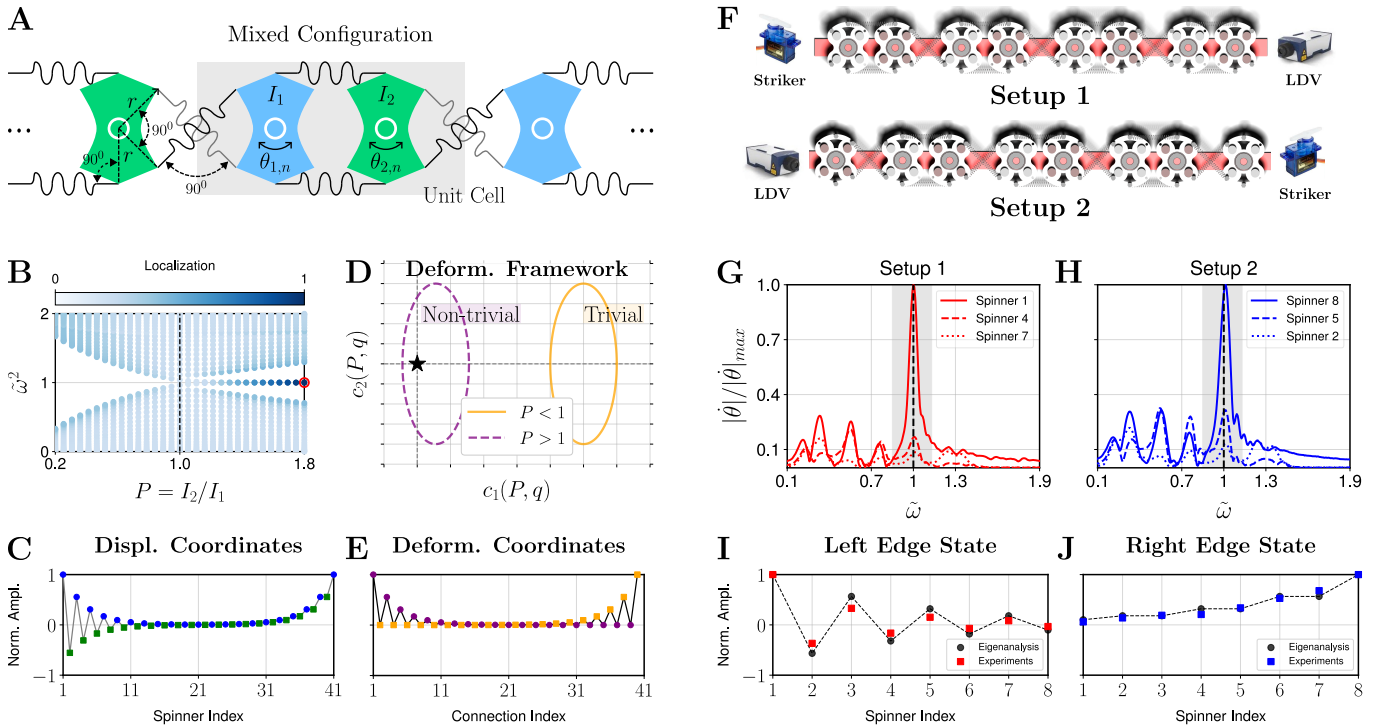 A
Mixed Configuration
I₁
I₂
r
r
90⁰
90⁰
90⁰
θ₁,ₙ
θ₂,ₙ
...
...
Unit Cell
F
Striker
LDV
Setup 1
LDV
Striker
Setup 2
B
Localization
0
1
ω̃²
2
1
0
0.2
1.0
1.8
P = I₂/I₁
D
Deform. Framework
Non-trivial
Trivial
c₂(P, q)
P < 1
P > 1
c₁(P, q)
G
Setup 1
|θ̇|/|θ̇|ₘₐₓ
1.0
0.7
0.4
0.1
Spinner 1
Spinner 4
Spinner 7
0.1
0.7
1
1.3
1.9
ω̃
H
Setup 2
Spinner 8
Spinner 5
Spinner 2
0.1
0.7
1
1.3
1.9
ω̃
C
Displ. Coordinates
Norm. Ampl.
1
0
−1
1
11
21
31
41
Spinner Index
E
Deform. Coordinates
1
11
21
31
41
Connection Index
I
Left Edge State
Norm. Ampl.
1
0
−1
Eigenanalysis
Experiments
1
2
3
4
5
6
7
8
Spinner Index
J
Right Edge State
Eigenanalysis
Experiments
1
2
3
4
5
6
7
8
Spinner Index